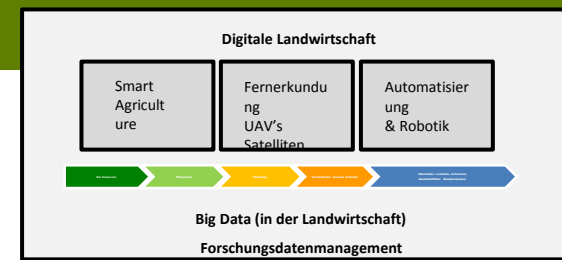 Digitale Landwirtschaft
Smart
Agricult
ure
Fernerkundu
ng
UAV's
Satelliten
Automatisier
ung
& Robotik
Big Data (in der Landwirtschaft)
Forschungsdatenmanagement